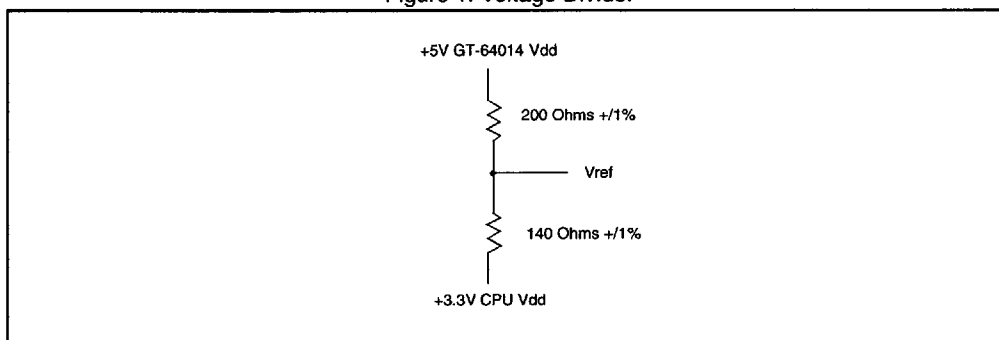 Figure 1. Voltage Divider
+5V GT-64014 Vdd
200 Ohms +/1%
Vref
140 Ohms +/1%
+3.3V CPU Vdd